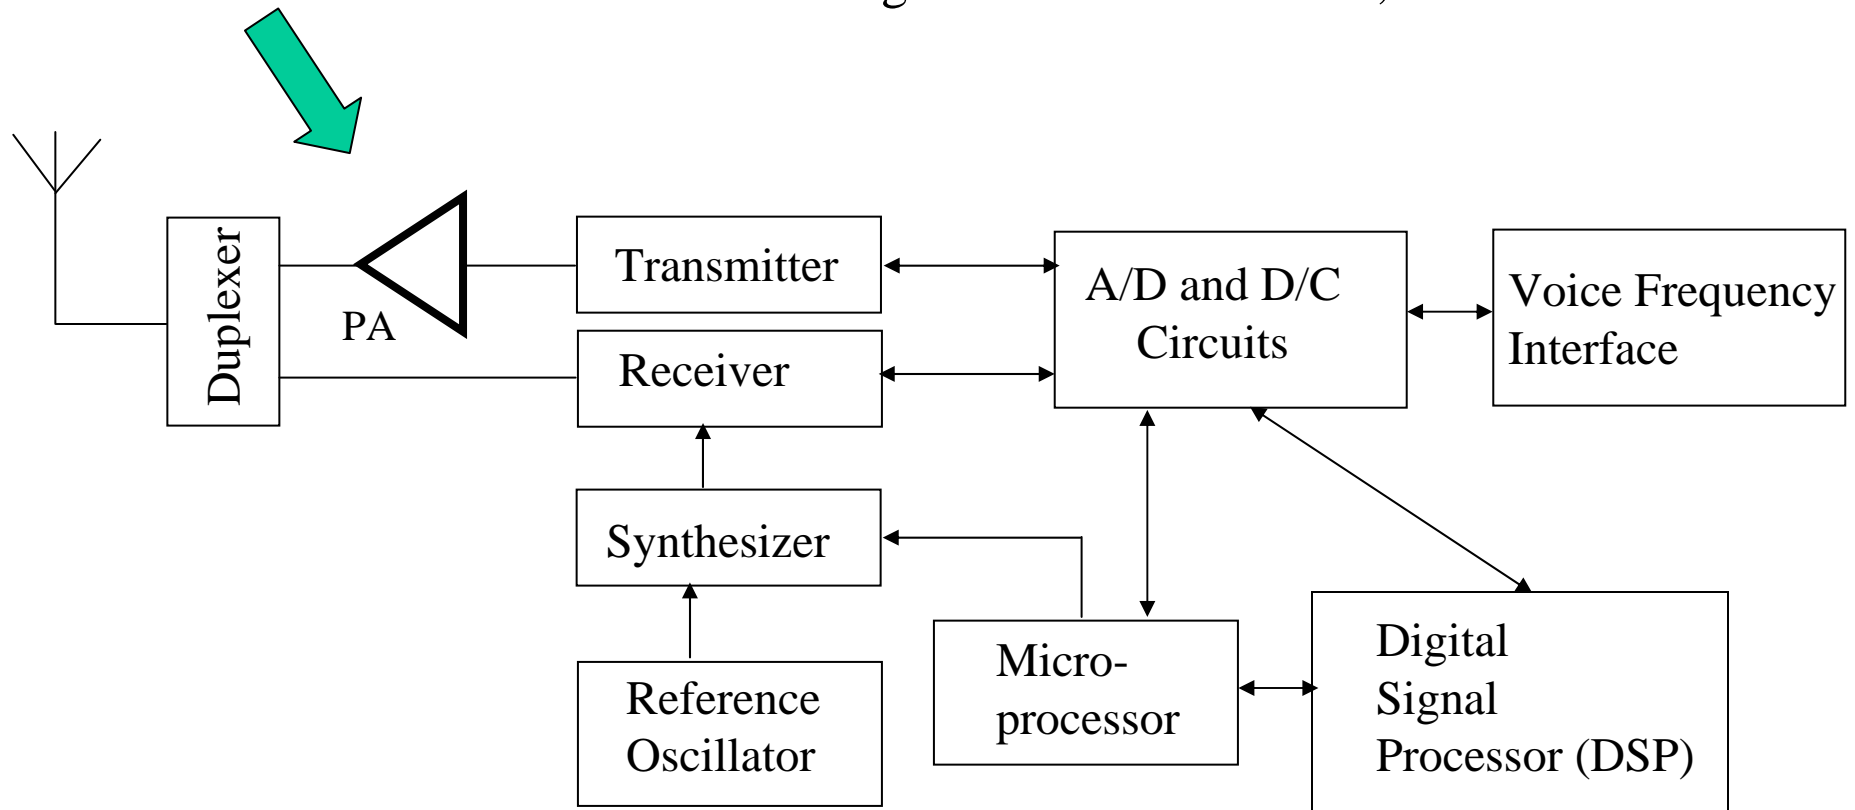 Duplexer
PA
Transmitter
Receiver
A/D and D/C
Circuits
Voice Frequency
Interface
Synthesizer
Reference
Oscillator
Micro-
processor
Digital
Signal
Processor (DSP)